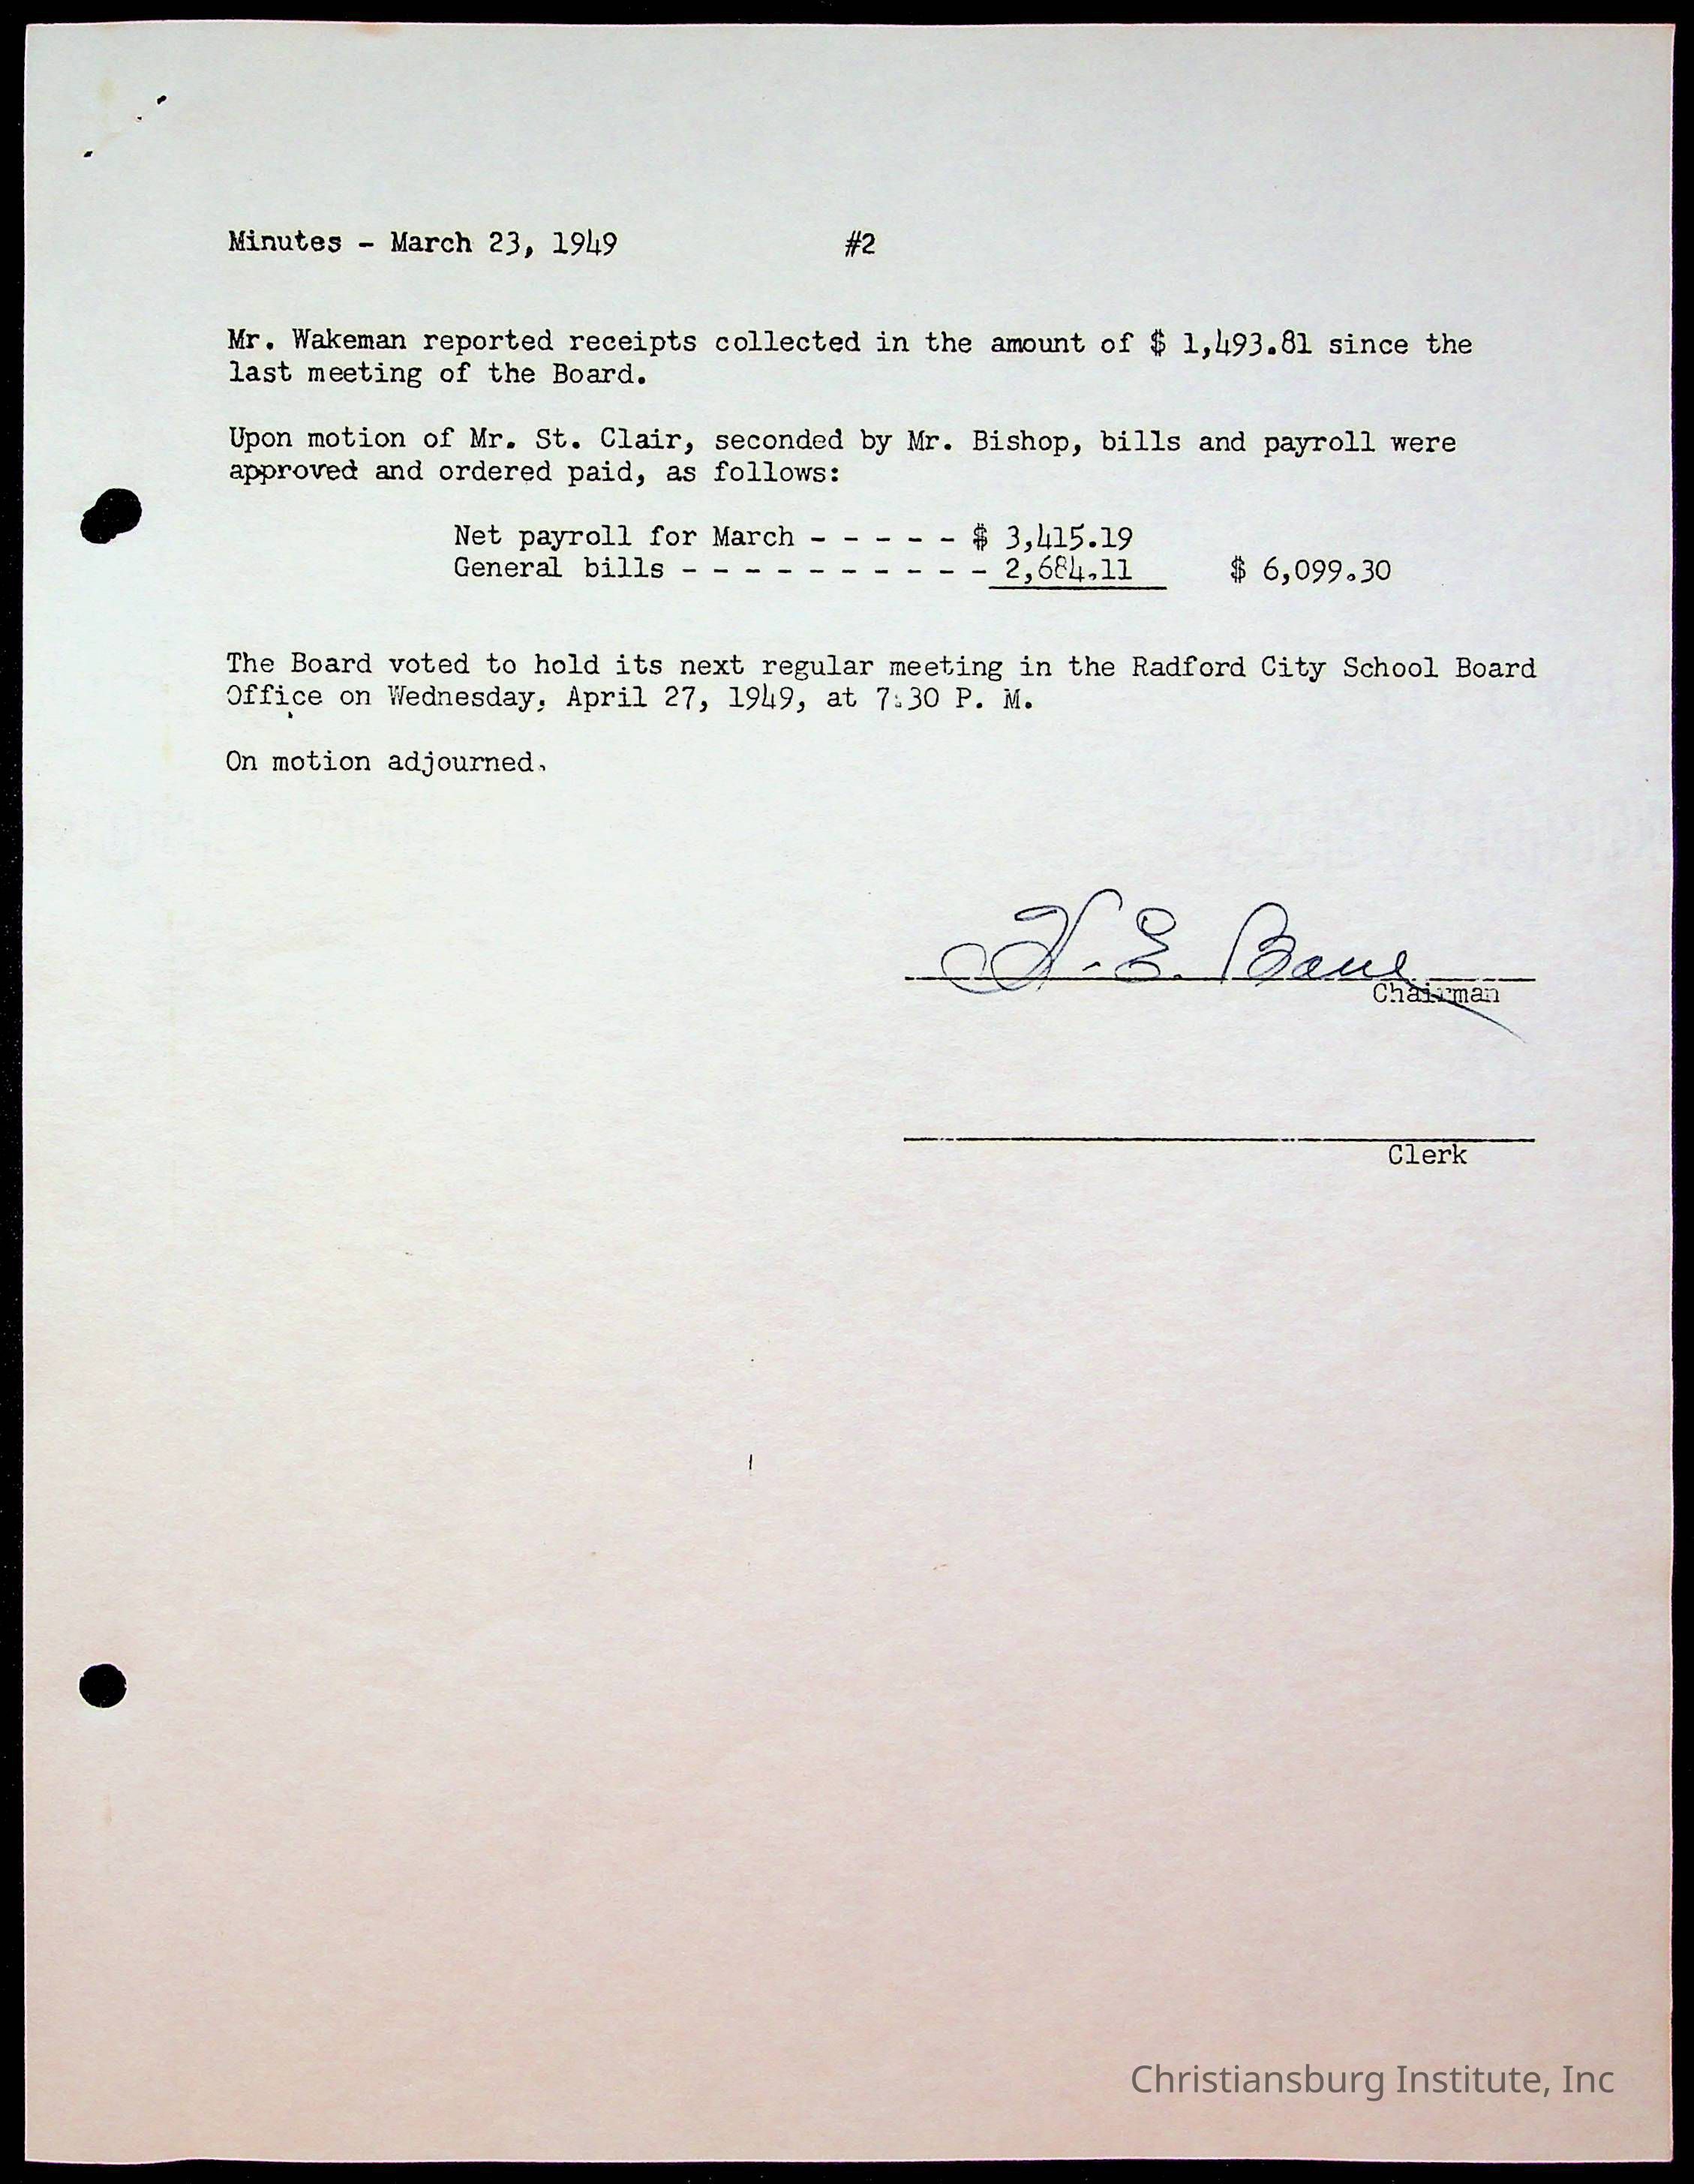 Minutes - March 23, 1949 #2
Mr. Wakeman reported receipts collected in the amount of $ 1,493.81 since the
last meeting of the Board.
Upon motion of Mr. St. Clair, seconded by Mr. Bishop, bills and payroll were
approved and ordered paid, as follows:
Net payroll for March - - - - - $ 3,415.19
General bills - - - - - - - - - - 2,684.11 $ 6,099.30
The Board voted to hold its next regular meeting in the Radford City School Board
Office on Wednesday, April 27, 1949, at 7:30 P. M.
On motion adjourned.
H. E. Bane
Chairman
Clerk
Christiansburg Institute, Inc